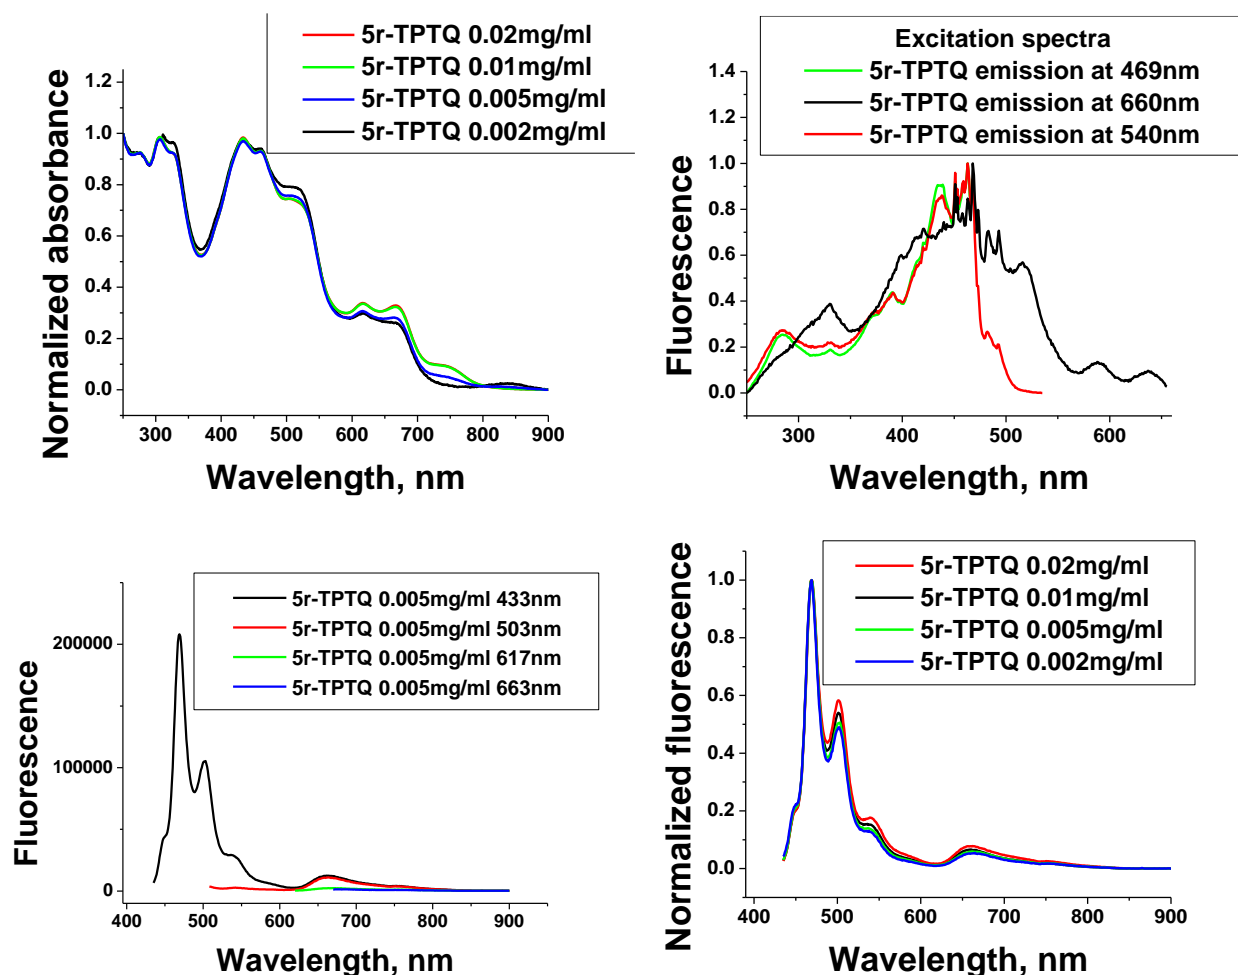 5r-TPTQ 0.02mg/ml
5r-TPTQ 0.01mg/ml
5r-TPTQ 0.005mg/ml
5r-TPTQ 0.002mg/ml
Normalized absorbance
1.2
1.0
0.8
0.6
0.4
0.2
0.0
300 400 500 600 700 800 900
Wavelength, nm
Excitation spectra
5r-TPTQ emission at 469nm
5r-TPTQ emission at 660nm
5r-TPTQ emission at 540nm
Fluorescence
1.4
1.2
1.0
0.8
0.6
0.4
0.2
0.0
300 400 500 600
Wavelength, nm
5r-TPTQ 0.005mg/ml 433nm
5r-TPTQ 0.005mg/ml 503nm
5r-TPTQ 0.005mg/ml 617nm
5r-TPTQ 0.005mg/ml 663nm
Fluorescence
200000
100000
0
400 500 600 700 800 900
Wavelength, nm
5r-TPTQ 0.02mg/ml
5r-TPTQ 0.01mg/ml
5r-TPTQ 0.005mg/ml
5r-TPTQ 0.002mg/ml
Normalized fluorescence
1.0
0.8
0.6
0.4
0.2
0.0
400 500 600 700 800 900
Wavelength, nm